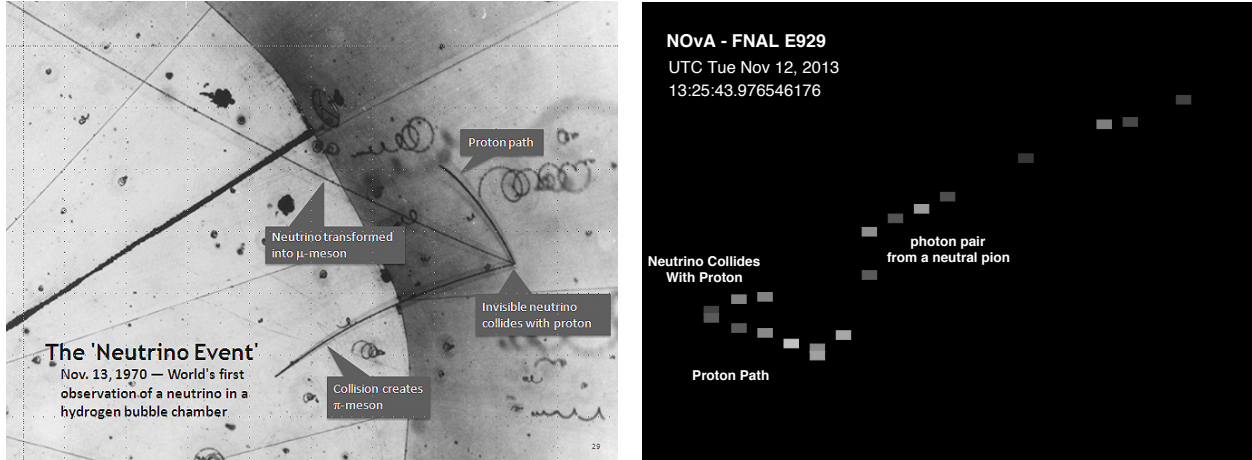 Proton path
Neutrino transformed
into μ-meson
Invisible neutrino
collides with proton
The 'Neutrino Event'
Nov. 13, 1970 — World's first
observation of a neutrino in a
hydrogen bubble chamber
Collision creates
π-meson
29
NOvA - FNAL E929
UTC Tue Nov 12, 2013
13:25:43.976546176
photon pair
from a neutral pion
Neutrino Collides
With Proton
Proton Path